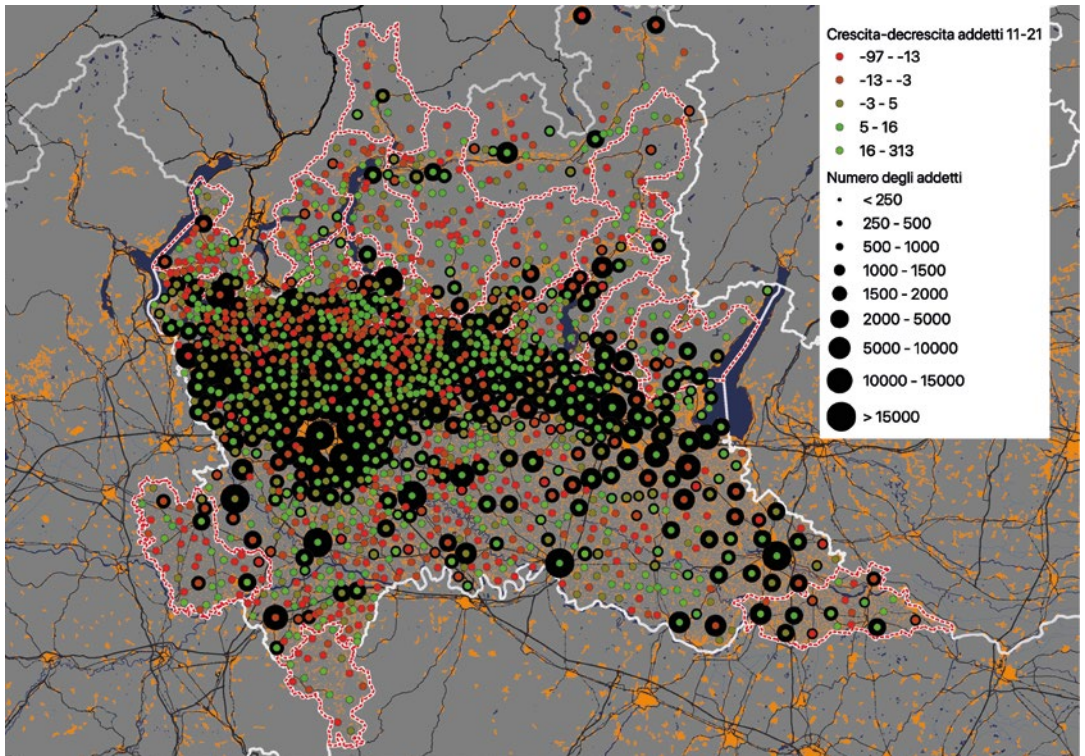 Crescita-decrescita addetti 11-21
-97 - -13
-13 - -3
-3 - 5
5 - 16
16 - 313
Numero degli addetti
< 250
250 - 500
500 - 1000
1000 - 1500
1500 - 2000
2000 - 5000
5000 - 10000
10000 - 15000
> 15000